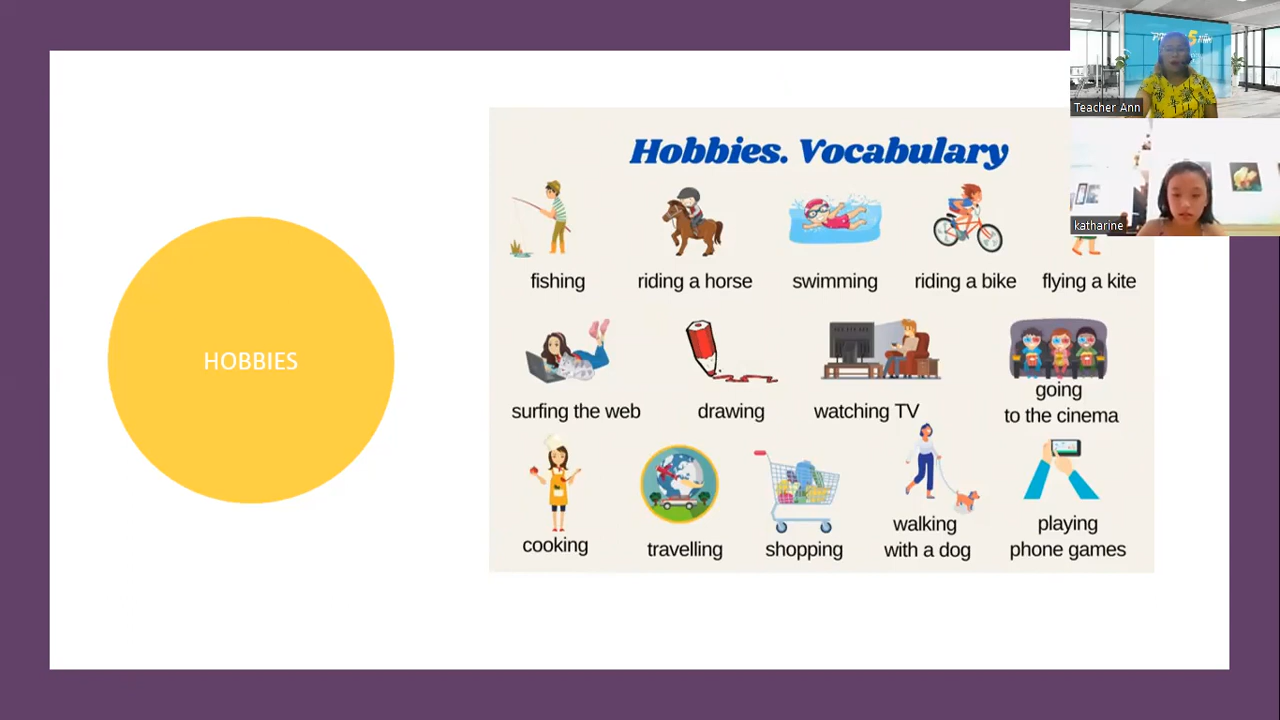 Teacher Ann
katharine
HOBBIES
Hobbies. Vocabulary
fishing
riding a horse
swimming
riding a bike
flying a kite
surfing the web
drawing
watching TV
going
to the cinema
cooking
travelling
shopping
walking
with a dog
playing
phone games